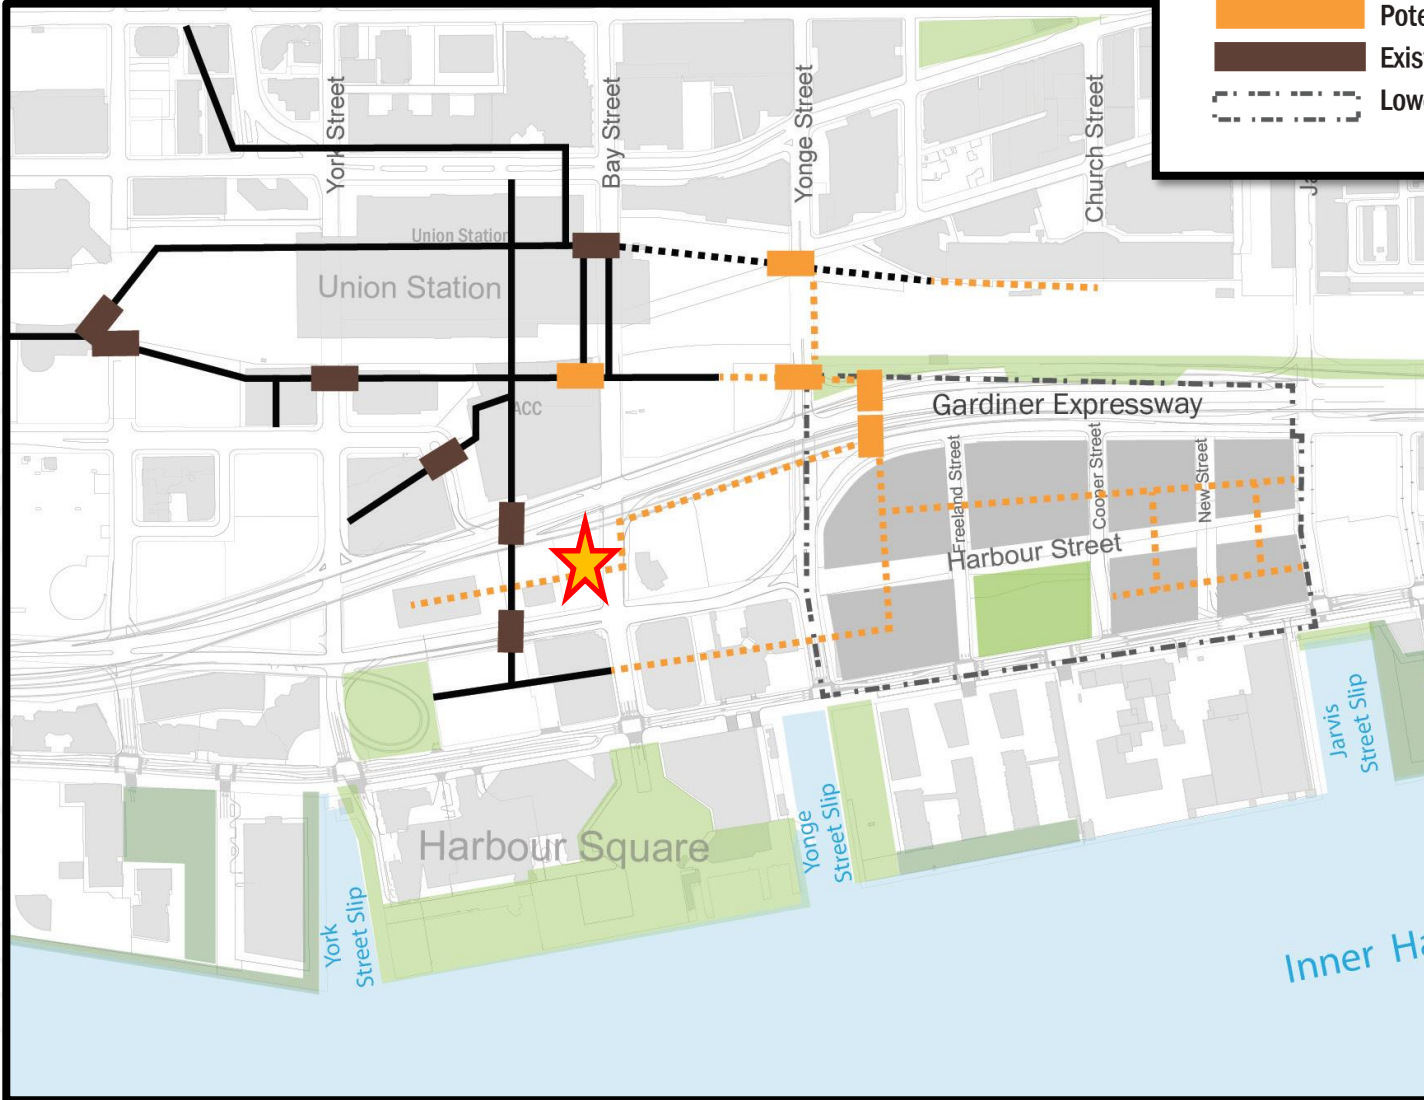 Pote
Exis
Lowe
York Street
Bay Street
Yonge Street
Church Street
Ja
Union Station
Union Station
ACC
Gardiner Expressway
Freeland Street
Cooper Street
New Street
Harbour Street
Harbour Square
York
Street Slip
Yonge
Street Slip
Jarvis
Street Slip
Inner Ha